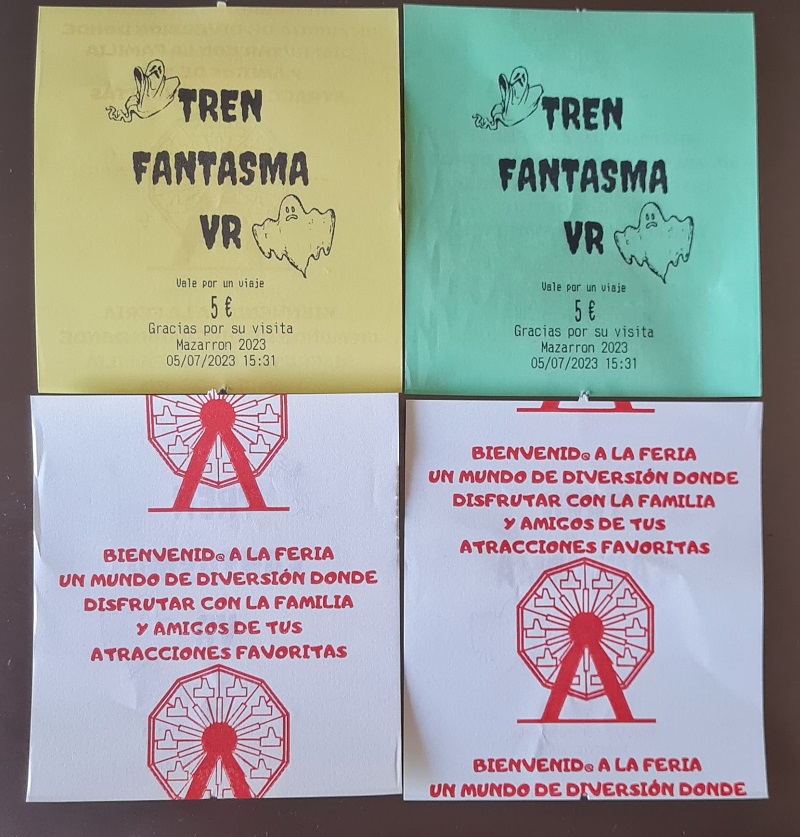 TREN
FANTASMA
VR
Vale por un viaje
5 €
Gracias por su visita
Mazarron 2023
05/07/2023 15:31
TREN
FANTASMA
VR
Vale por un viaje
5 €
Gracias por su visita
Mazarron 2023
05/07/2023 15:31
BIENVENID@ A LA FERIA
UN MUNDO DE DIVERSIÓN DONDE
DISFRUTAR CON LA FAMILIA
Y AMIGOS DE TUS
ATRACCIONES FAVORITAS
BIENVENID@ A LA FERIA
UN MUNDO DE DIVERSIÓN DONDE
DISFRUTAR CON LA FAMILIA
Y AMIGOS DE TUS
ATRACCIONES FAVORITAS
BIENVENID@ A LA FERIA
UN MUNDO DE DIVERSIÓN DONDE